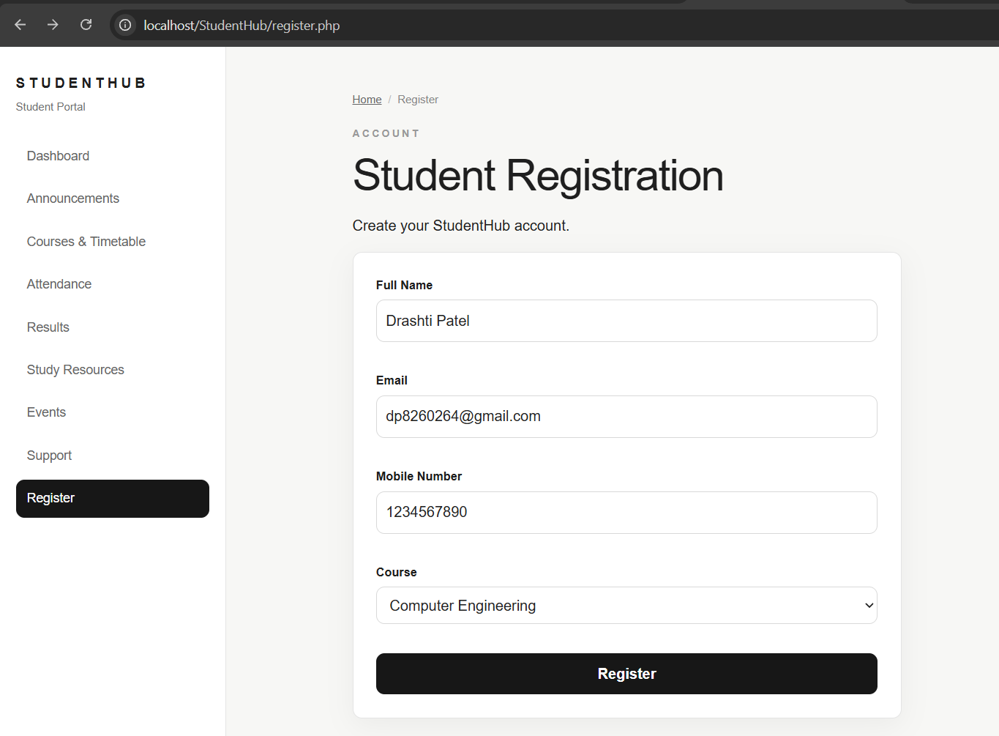 localhost/StudentHub/register.php
STUDENTHUB
Student Portal
Dashboard
Announcements
Courses & Timetable
Attendance
Results
Study Resources
Events
Support
Register
Home / Register
ACCOUNT
Student Registration
Create your StudentHub account.
Full Name
Drashti Patel
Email
dp8260264@gmail.com
Mobile Number
1234567890
Course
Computer Engineering
Register